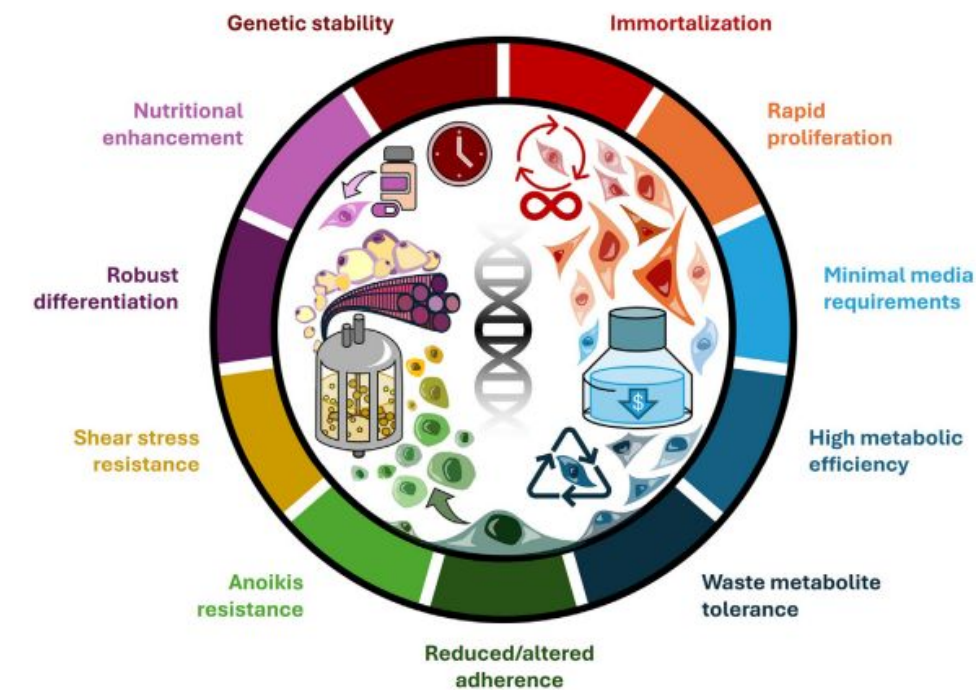 Genetic stability
Immortalization
Rapid
proliferation
Minimal media
requirements
High metabolic
efficiency
Waste metabolite
tolerance
Reduced/altered
adherence
Anoikis
resistance
Shear stress
resistance
Robust
differentiation
Nutritional
enhancement
$